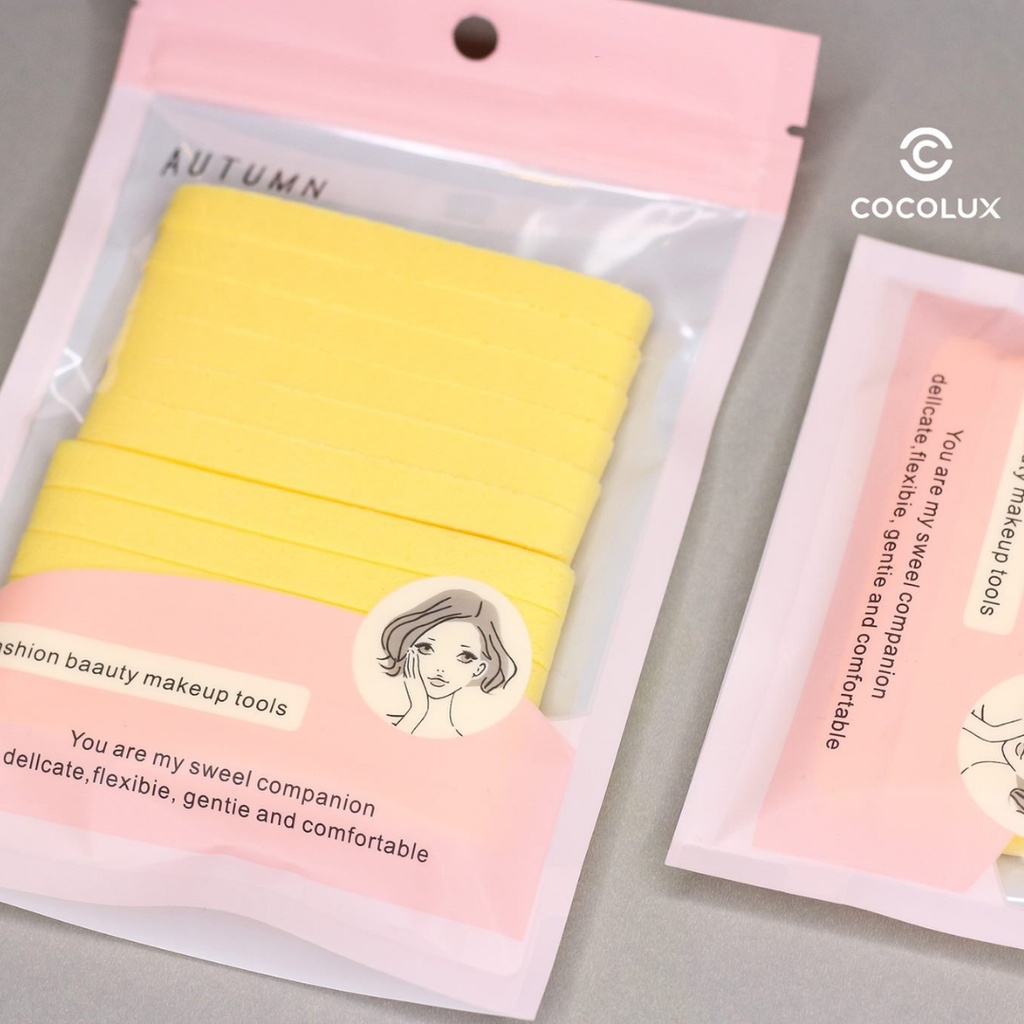 AUTUMN
COCOLUX
ashion baauty makeup tools
You are my sweel companion
dellcate,flexibie, gentie and comfortable
uty makeup tools
You are my sweel companion
dellcate,flexibie, gentie and comfortable